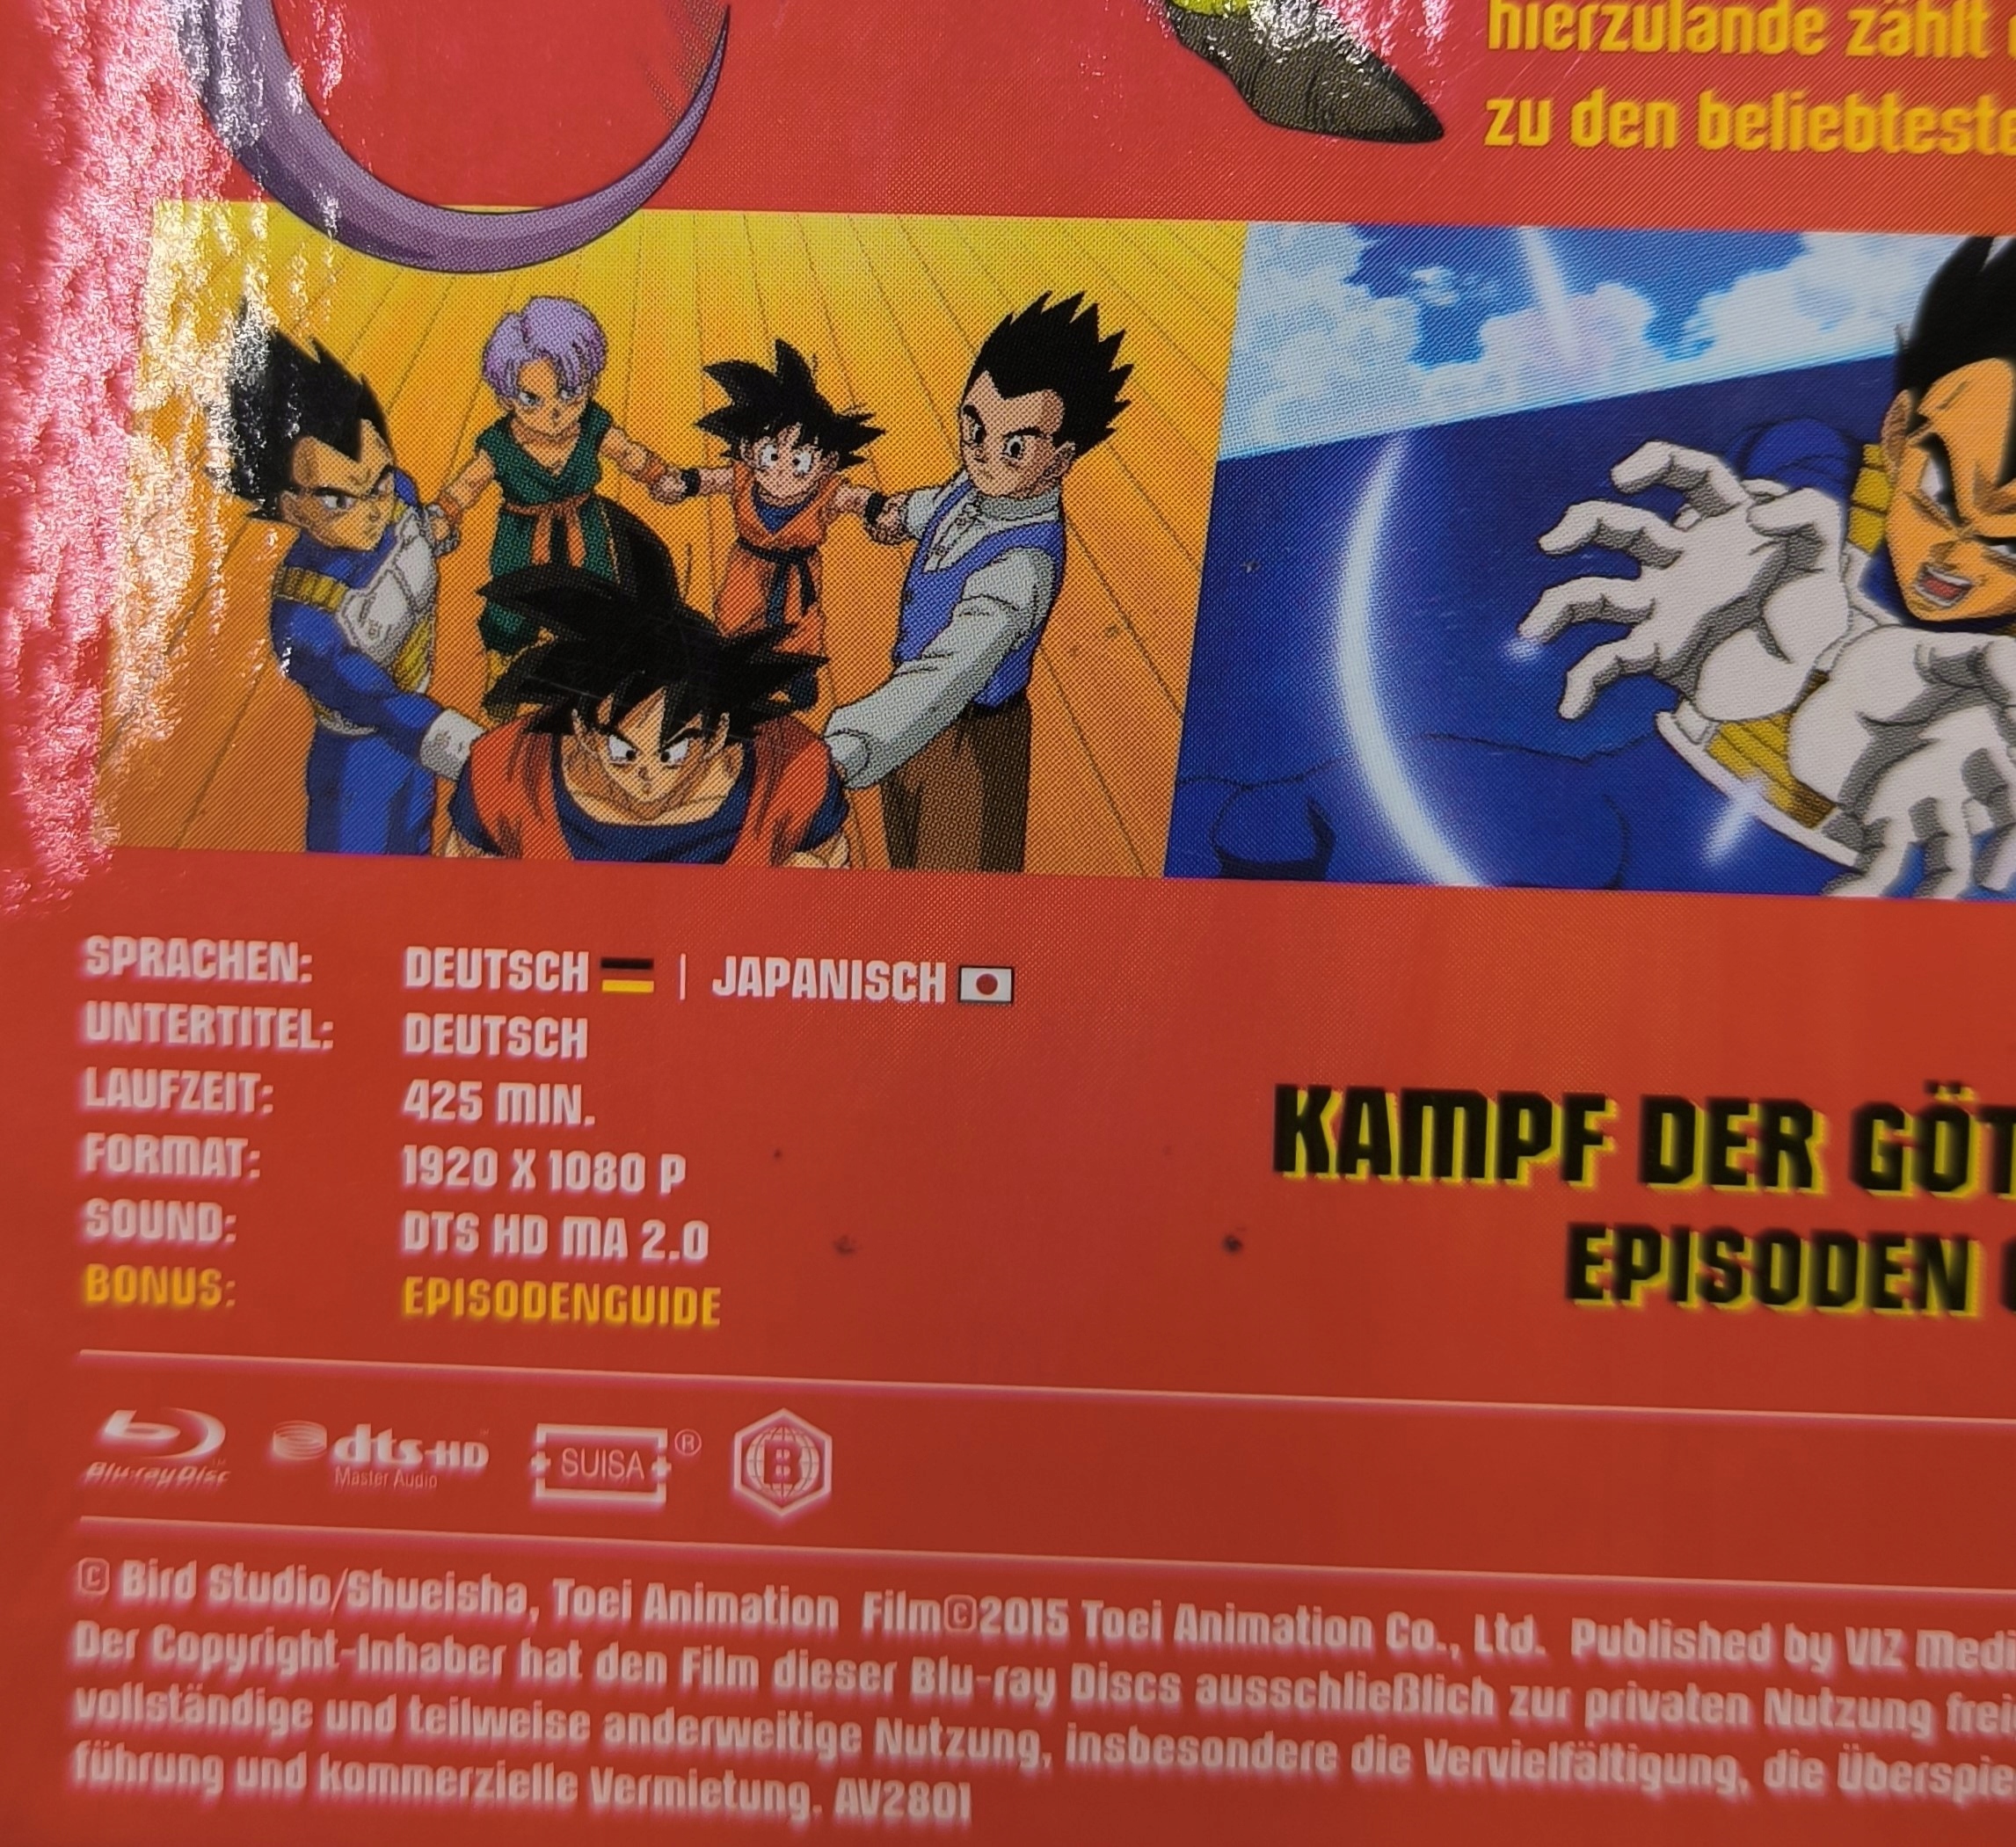 hierzulande zählt
zu den beliebteste
SPRACHEN: DEUTSCH | JAPANISCH
UNTERTITEL: DEUTSCH
LAUFZEIT: 425 MIN.
FORMAT: 1920 X 1080 P
SOUND: DTS HD MA 2.0
BONUS: EPISODENGUIDE
KAMPF DER GÖT
EPISODEN
Blu-ray Disc
dts-HD
Master Audio
SUISA ®
B
© Bird Studio/Shueisha, Toei Animation Film©2015 Toei Animation Co., Ltd. Published by VIZ Medi
Der Copyright-Inhaber hat den Film dieser Blu-ray Discs ausschließlich zur privaten Nutzung frei
vollständige und teilweise anderweitige Nutzung, insbesondere die Vervielfältigung, die Überspie
führung und kommerzielle Vermietung. AV2801